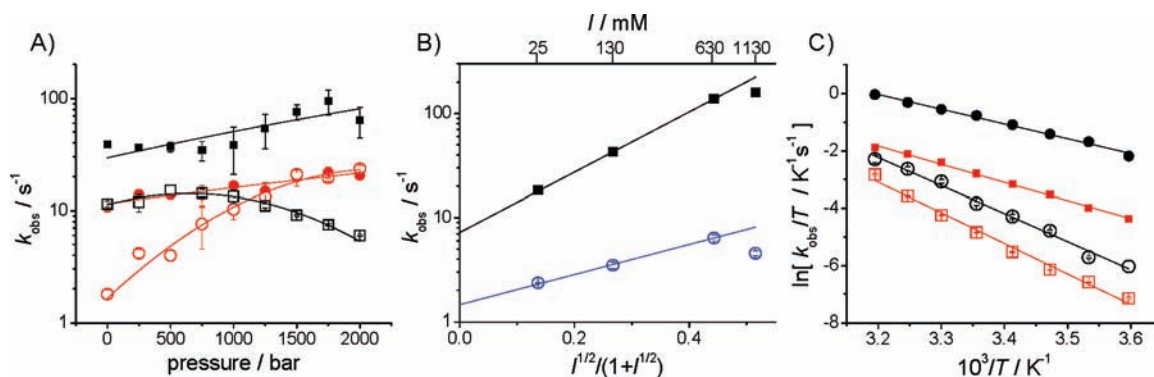 A)
k_obs / s⁻¹
100
10
1
0 500 1000 1500 2000
pressure / bar
B)
I / mM
25 130 630 1130
k_obs / s⁻¹
100
10
1
0.0 0.2 0.4
I^1/2/(1+I^1/2)
C)
ln[ k_obs/T / K⁻¹s⁻¹ ]
0
-2
-4
-6
-8
3.2 3.3 3.4 3.5 3.6
10³/T / K⁻¹